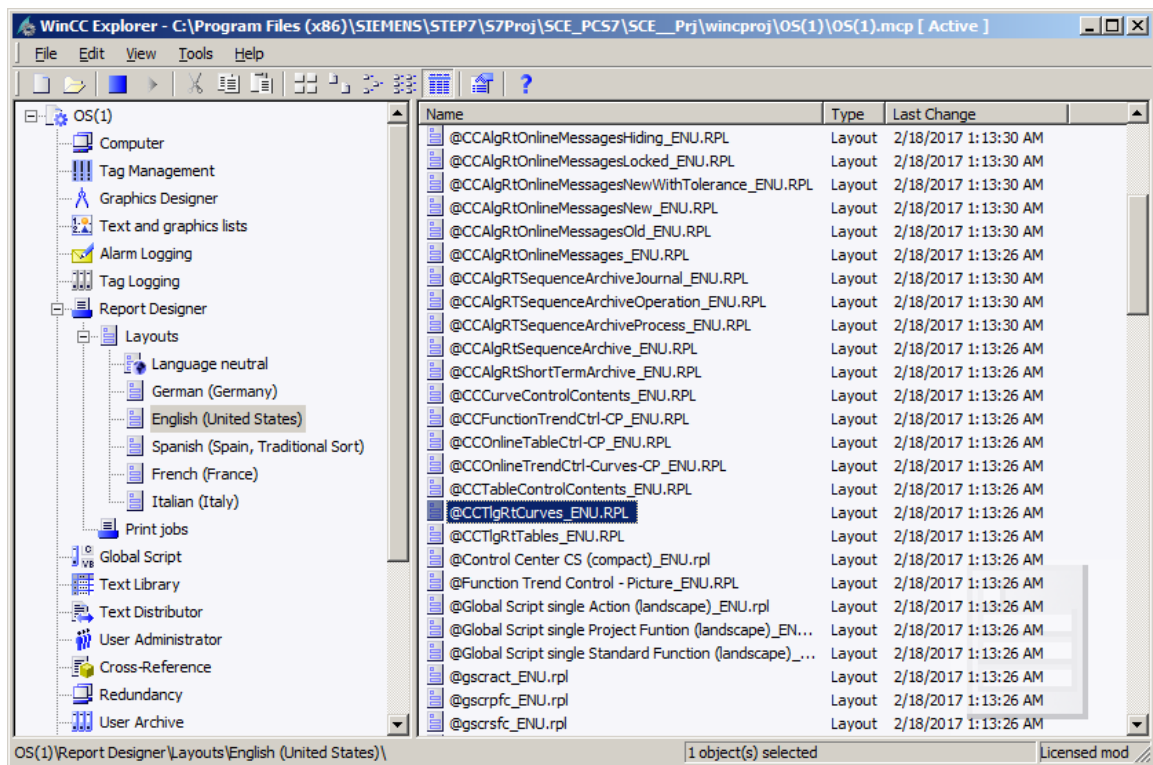 WinCC Explorer - C:\Program Files (x86)\SIEMENS\STEP7\S7Proj\SCE_PCS7\SCE__Prj\wincproj\OS(1)\OS(1).mcp [ Active ]
File Edit View Tools Help
OS(1)
Computer
Tag Management
Graphics Designer
Text and graphics lists
Alarm Logging
Tag Logging
Report Designer
Layouts
Language neutral
German (Germany)
English (United States)
Spanish (Spain, Traditional Sort)
French (France)
Italian (Italy)
Print jobs
Global Script
Text Library
Text Distributor
User Administrator
Cross-Reference
Redundancy
User Archive
Name Type Last Change
@CCAlgRtOnlineMessagesHiding_ENU.RPL Layout 2/18/2017 1:13:30 AM
@CCAlgRtOnlineMessagesLocked_ENU.RPL Layout 2/18/2017 1:13:30 AM
@CCAlgRtOnlineMessagesNewWithTolerance_ENU.RPL Layout 2/18/2017 1:13:30 AM
@CCAlgRtOnlineMessagesNew_ENU.RPL Layout 2/18/2017 1:13:30 AM
@CCAlgRtOnlineMessagesOld_ENU.RPL Layout 2/18/2017 1:13:30 AM
@CCAlgRtOnlineMessages_ENU.RPL Layout 2/18/2017 1:13:26 AM
@CCAlgRTSequenceArchiveJournal_ENU.RPL Layout 2/18/2017 1:13:30 AM
@CCAlgRTSequenceArchiveOperation_ENU.RPL Layout 2/18/2017 1:13:30 AM
@CCAlgRTSequenceArchiveProcess_ENU.RPL Layout 2/18/2017 1:13:30 AM
@CCAlgRtSequenceArchive_ENU.RPL Layout 2/18/2017 1:13:26 AM
@CCAlgRtShortTermArchive_ENU.RPL Layout 2/18/2017 1:13:26 AM
@CCCurveControlContents_ENU.RPL Layout 2/18/2017 1:13:26 AM
@CCFunctionTrendCtrl-CP_ENU.RPL Layout 2/18/2017 1:13:26 AM
@CCOnlineTableCtrl-CP_ENU.RPL Layout 2/18/2017 1:13:26 AM
@CCOnlineTrendCtrl-Curves-CP_ENU.RPL Layout 2/18/2017 1:13:26 AM
@CCTableControlContents_ENU.RPL Layout 2/18/2017 1:13:26 AM
@CCTlgRtCurves_ENU.RPL Layout 2/18/2017 1:13:26 AM
@CCTlgRtTables_ENU.RPL Layout 2/18/2017 1:13:26 AM
@Control Center CS (compact)_ENU.rpl Layout 2/18/2017 1:13:26 AM
@Function Trend Control - Picture_ENU.RPL Layout 2/18/2017 1:13:26 AM
@Global Script single Action (landscape)_ENU.rpl Layout 2/18/2017 1:13:26 AM
@Global Script single Project Funtion (landscape)_EN... Layout 2/18/2017 1:13:26 AM
@Global Script single Standard Function (landscape)_... Layout 2/18/2017 1:13:26 AM
@gscract_ENU.rpl Layout 2/18/2017 1:13:26 AM
@gscrpfc_ENU.rpl Layout 2/18/2017 1:13:26 AM
@gscrsfc_ENU.rpl Layout 2/18/2017 1:13:26 AM
OS(1)\Report Designer\Layouts\English (United States)\ 1 object(s) selected Licensed mod